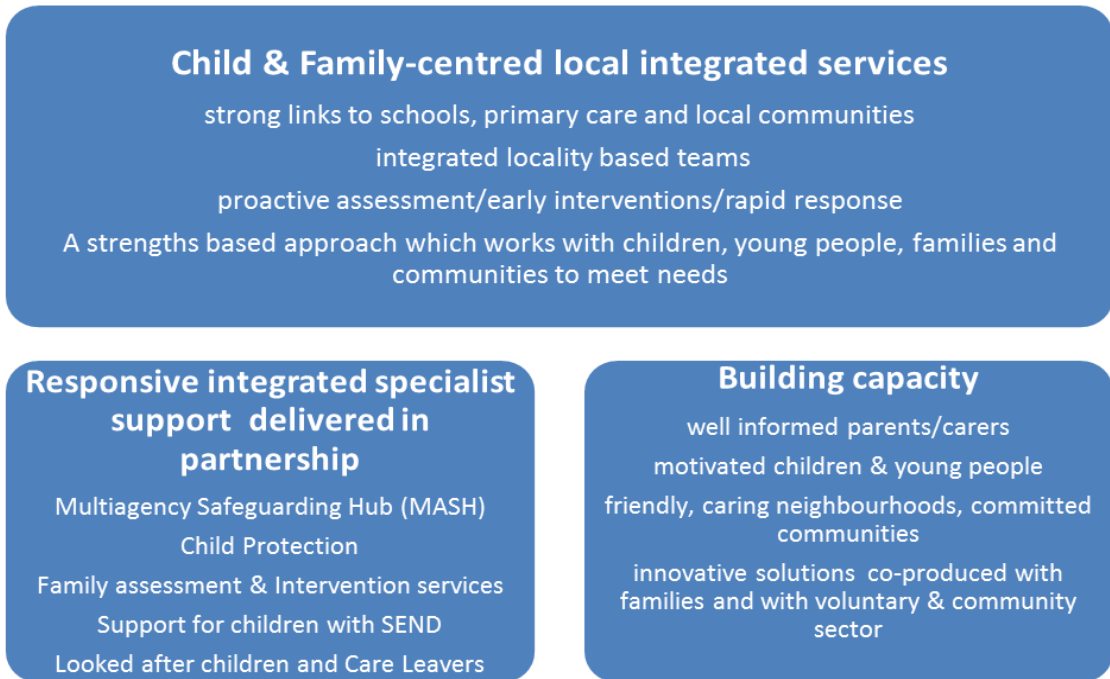 Child & Family-centred local integrated services
strong links to schools, primary care and local communities
integrated locality based teams
proactive assessment/early interventions/rapid response
A strengths based approach which works with children, young people, families and
communities to meet needs
Responsive integrated specialist
support delivered in
partnership
Multiagency Safeguarding Hub (MASH)
Child Protection
Family assessment & Intervention services
Support for children with SEND
Looked after children and Care Leavers
Building capacity
well informed parents/carers
motivated children & young people
friendly, caring neighbourhoods, committed
communities
innovative solutions co-produced with
families and with voluntary & community
sector